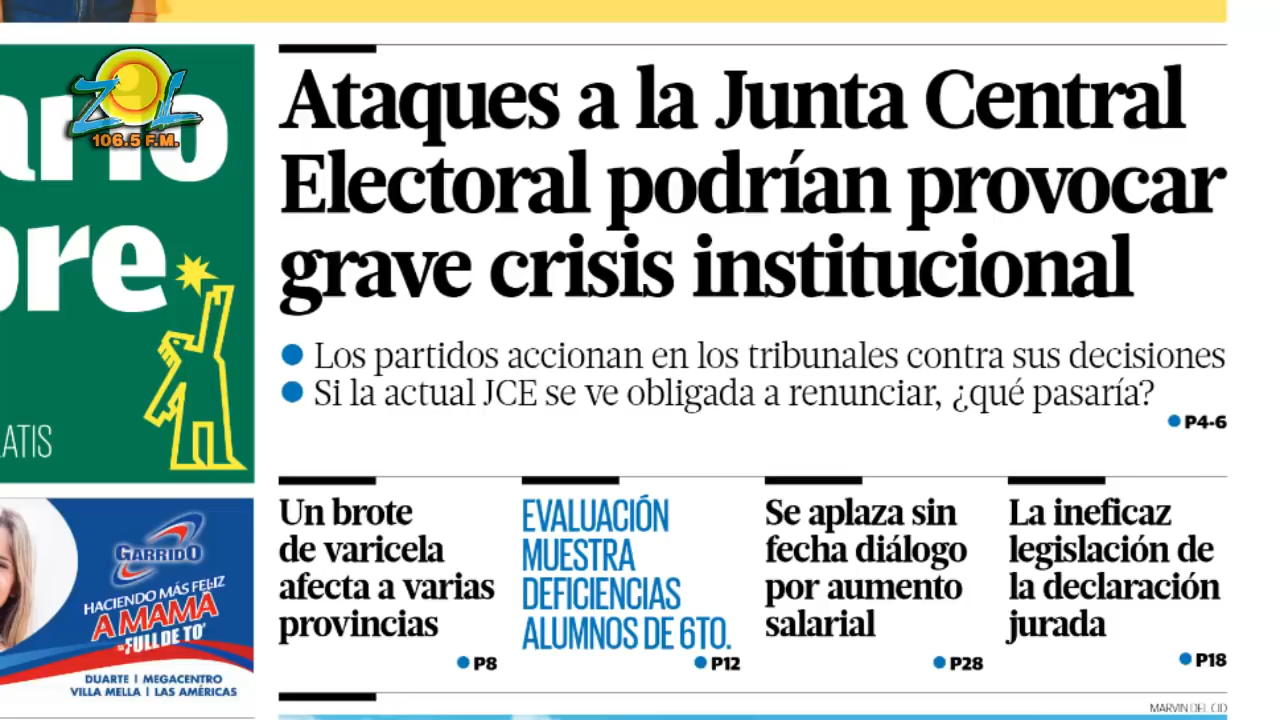 ario
ZOL
106.5 F.M.
bre
ATIS
Ataques a la Junta Central
Electoral podrían provocar
grave crisis institucional
Los partidos accionan en los tribunales contra sus decisiones
Si la actual JCE se ve obligada a renunciar, ¿qué pasaría?
P4-6
GARRIDO
HACIENDO MÁS FELIZ
A MAMÁ
"FULL DE TO"
DUARTE | MEGACENTRO
VILLA MELLA | LAS AMÉRICAS
Un brote
de varicela
afecta a varias
provincias
P8
EVALUACIÓN
MUESTRA
DEFICIENCIAS
ALUMNOS DE 6TO.
P12
Se aplaza sin
fecha diálogo
por aumento
salarial
P28
La ineficaz
legislación de
la declaración
jurada
P18
MARVIN DEL CID